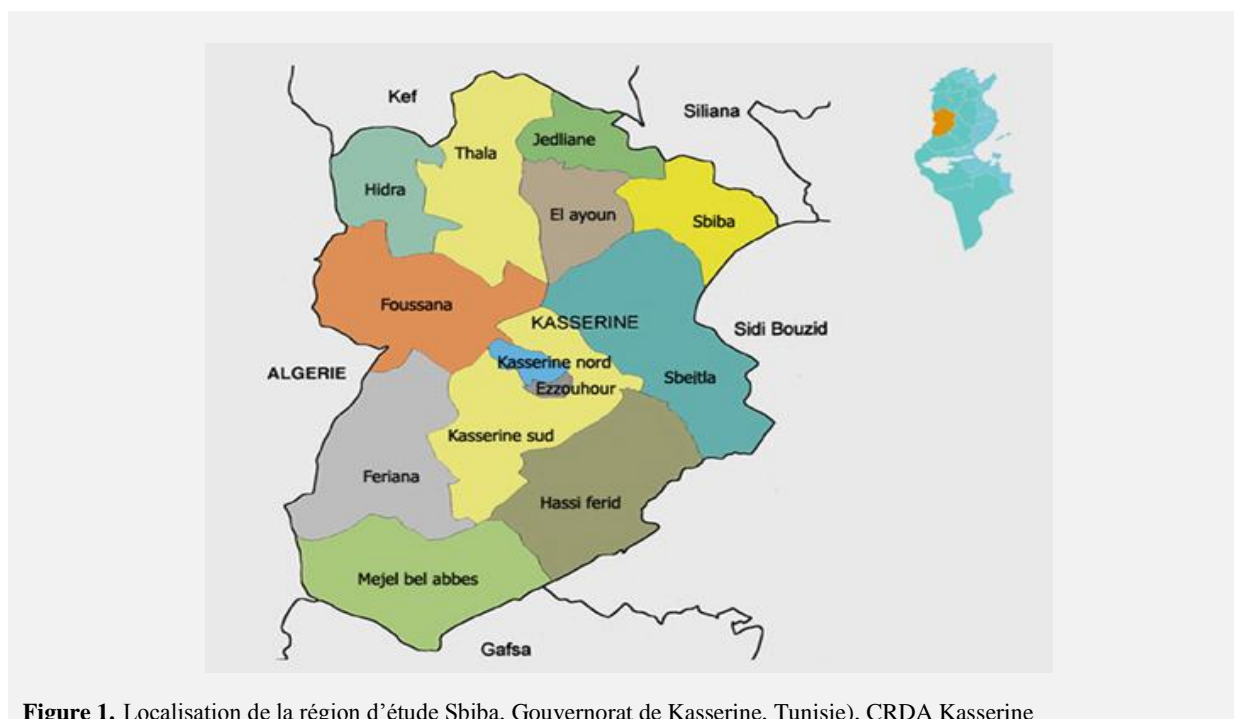 Kef
Siliana
Jedliane
Thala
Hidra
El ayoun
Sbiba
Foussana
KASSERINE
Sidi Bouzid
Kasserine nord
ALGERIE
Ezzouhour
Sbeitla
Kasserine sud
Feriana
Hassi ferid
Mejel bel abbes
Gafsa
Figure 1. Localisation de la région d'étude Sbiba, Gouvernorat de Kasserine, Tunisie), CRDA Kasserine